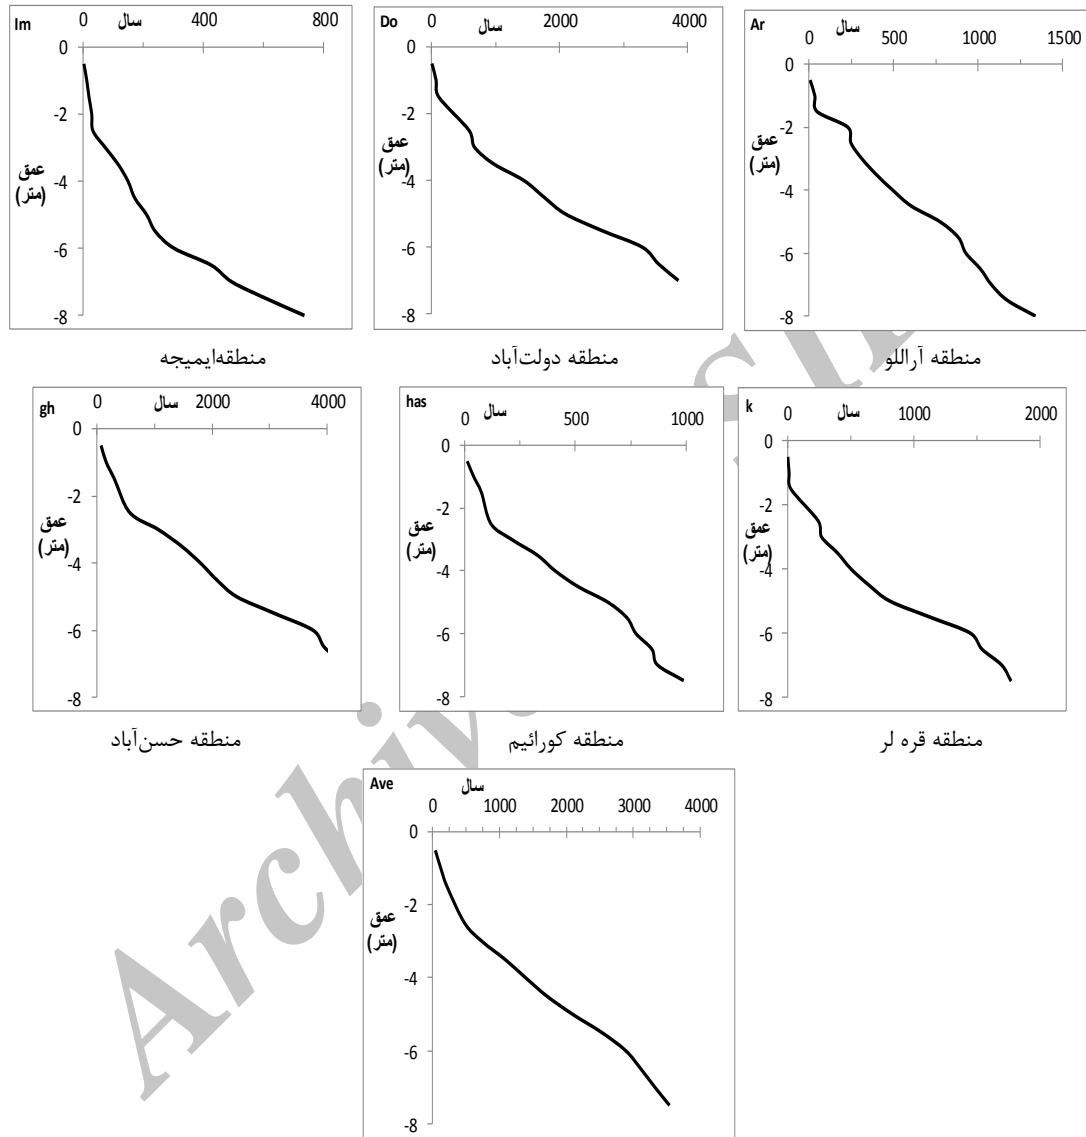 Im
سال
0 400 800
0
-2
-4
-6
-8
عمق
(متر)
Do
سال
0 2000 4000
0
-2
-4
-6
-8
عمق
(متر)
Ar
سال
0 500 1000 1500
0
-2
-4
-6
-8
عمق
(متر)
منطقه‌ایمیجه
منطقه دولت‌آباد
منطقه آراللو
gh
سال
0 2000 4000
0
-2
-4
-6
-8
عمق
(متر)
has
سال
0 500 1000
0
-2
-4
-6
-8
عمق
(متر)
k
سال
0 1000 2000
0
-2
-4
-6
-8
عمق
(متر)
منطقه حسن‌آباد
منطقه کورائیم
منطقه قره لر
Ave
سال
0 1000 2000 3000 4000
0
-2
-4
-6
-8
عمق
(متر)